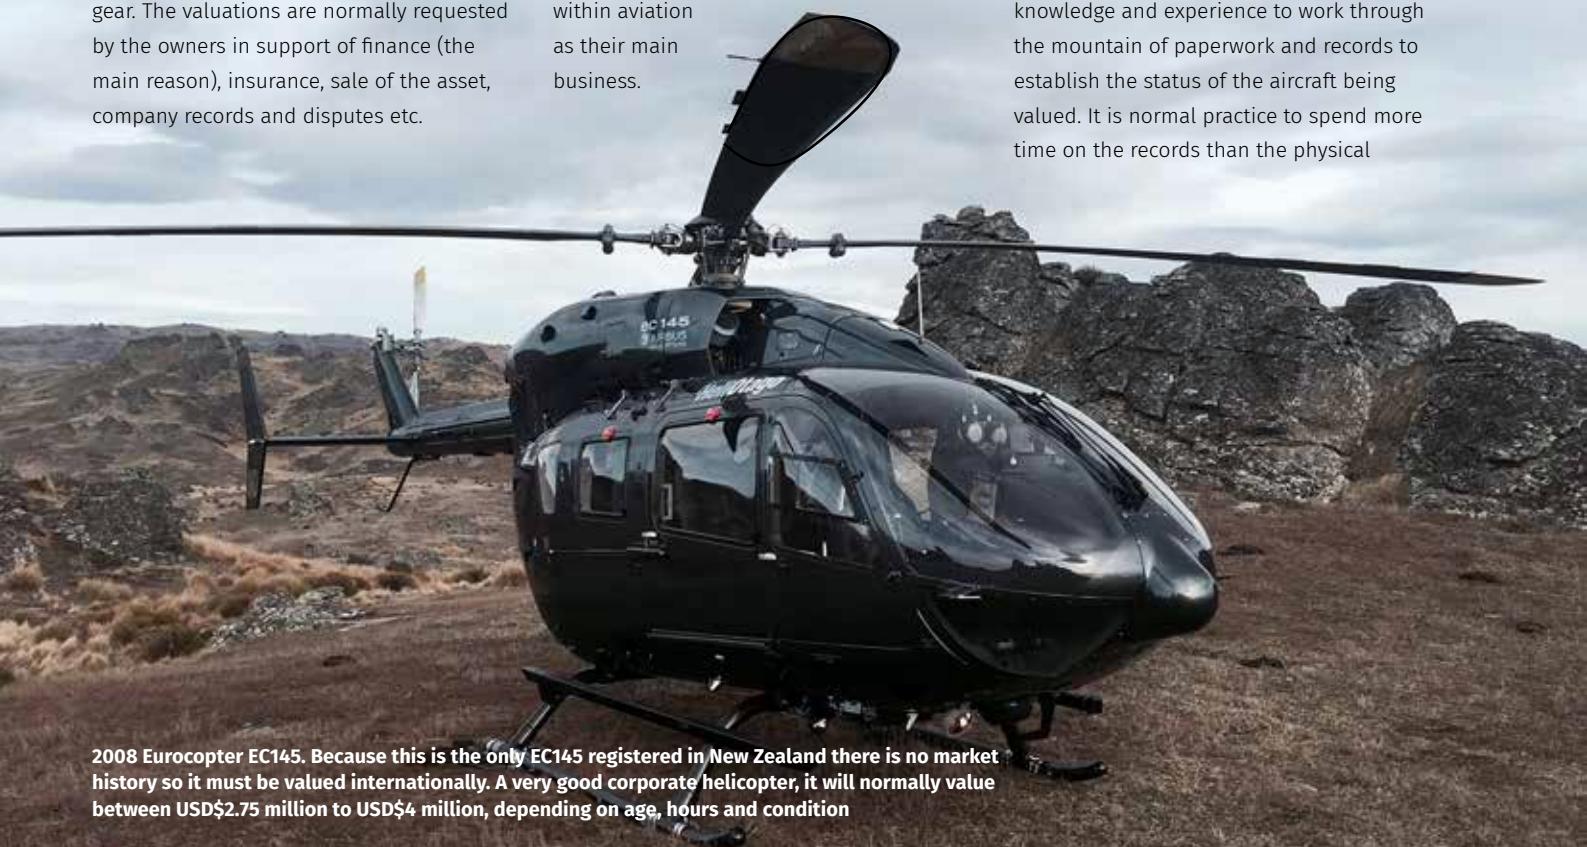 gear. The valuations are normally requested
by the owners in support of finance (the
main reason), insurance, sale of the asset,
company records and disputes etc.
within aviation
as their main
business.
knowledge and experience to work through
the mountain of paperwork and records to
establish the status of the aircraft being
valued. It is normal practice to spend more
time on the records than the physical
EC145
AIRBUS
HeliOtago
2008 Eurocopter EC145. Because this is the only EC145 registered in New Zealand there is no market
history so it must be valued internationally. A very good corporate helicopter, it will normally value
between USD$2.75 million to USD$4 million, depending on age, hours and condition